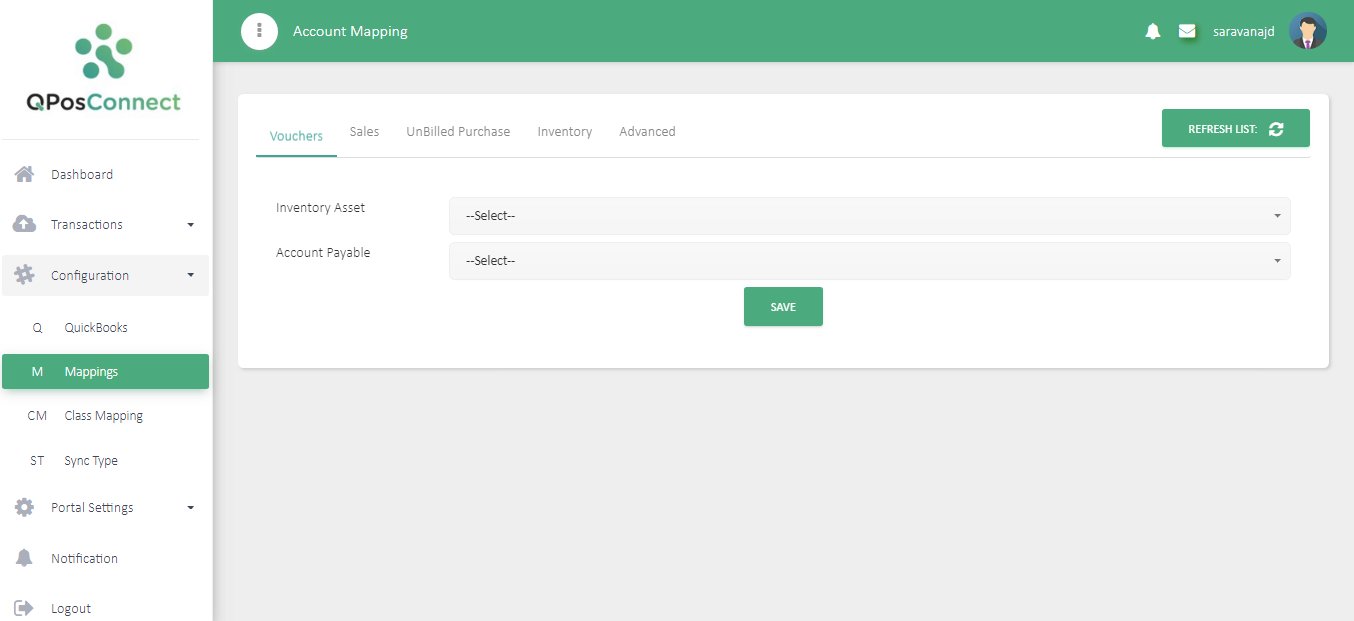 QPosConnect
Dashboard
Transactions
Configuration
Q QuickBooks
M Mappings
CM Class Mapping
ST Sync Type
Portal Settings
Notification
Logout
Account Mapping
saravanajd
Vouchers Sales UnBilled Purchase Inventory Advanced
REFRESH LIST:
Inventory Asset --Select--
Account Payable --Select--
SAVE